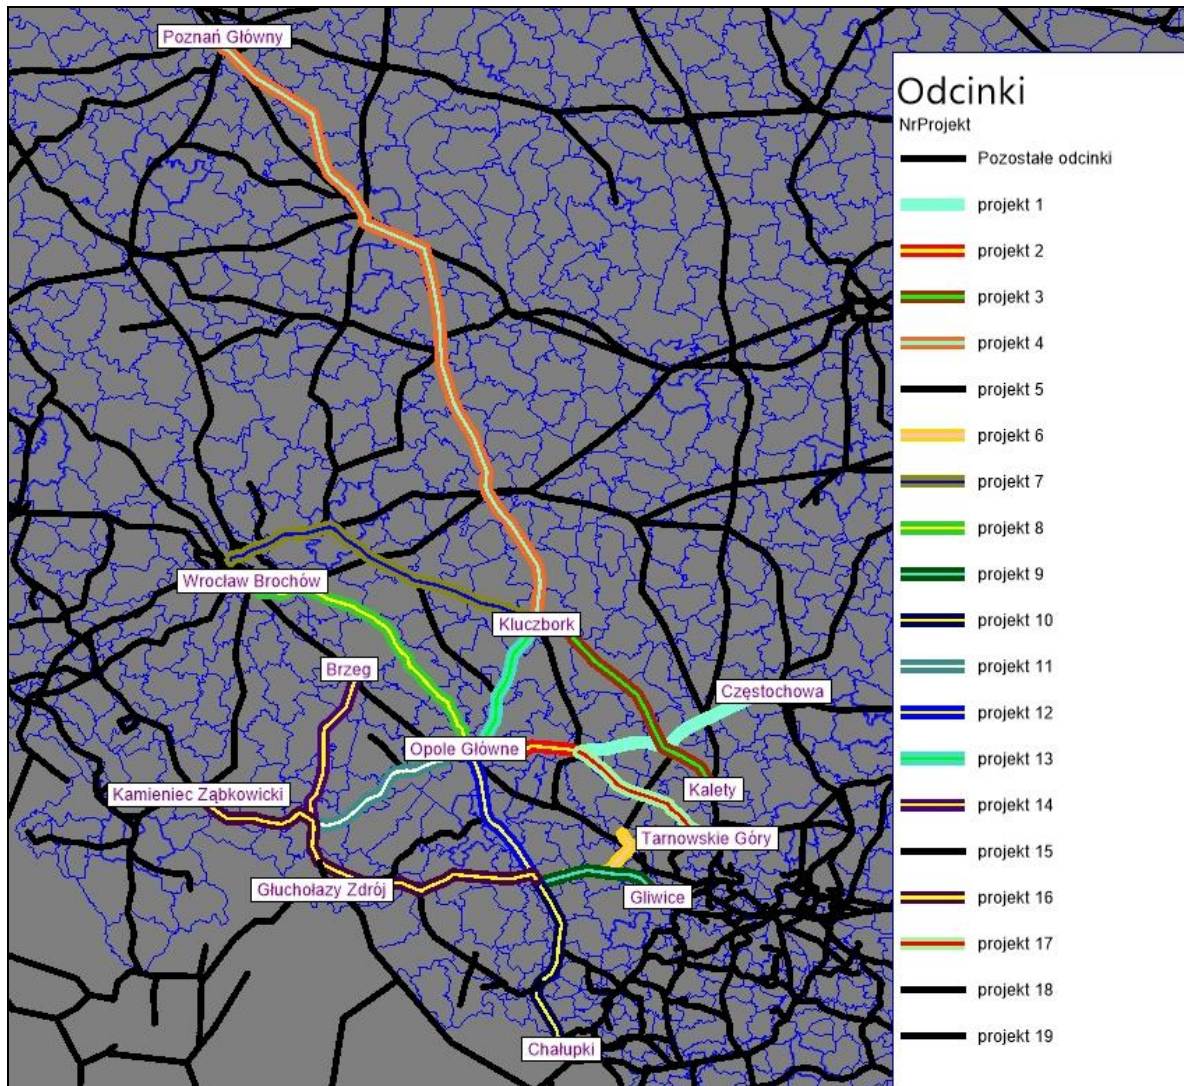 Poznań Główny
Odcinki
NrProjekt
Pozostałe odcinki
projekt 1
projekt 2
projekt 3
projekt 4
projekt 5
projekt 6
projekt 7
projekt 8
projekt 9
projekt 10
projekt 11
projekt 12
projekt 13
projekt 14
projekt 15
projekt 16
projekt 17
projekt 18
projekt 19
Wrocław Brochów
Kluczbork
Brzeg
Częstochowa
Opole Główne
Kamieniec Ząbkowicki
Kalety
Tarnowskie Góry
Głuchołazy Zdrój
Gliwice
Chałupki